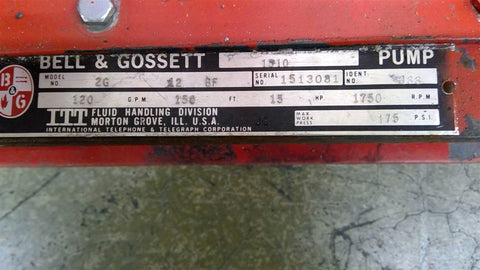 BELL & GOSSETT 1510 PUMP
MODEL NO. 2G 12 BF SERIAL NO. 1513081 IDENT. NO.
B & G
120 G.P.M. 150 FT. 15 HP 1750 R.P.M.
ITT FLUID HANDLING DIVISION
MORTON GROVE, ILL. U.S.A.
INTERNATIONAL TELEPHONE & TELEGRAPH CORPORATION
MAX. WORK PRESS 175 P.S.I.